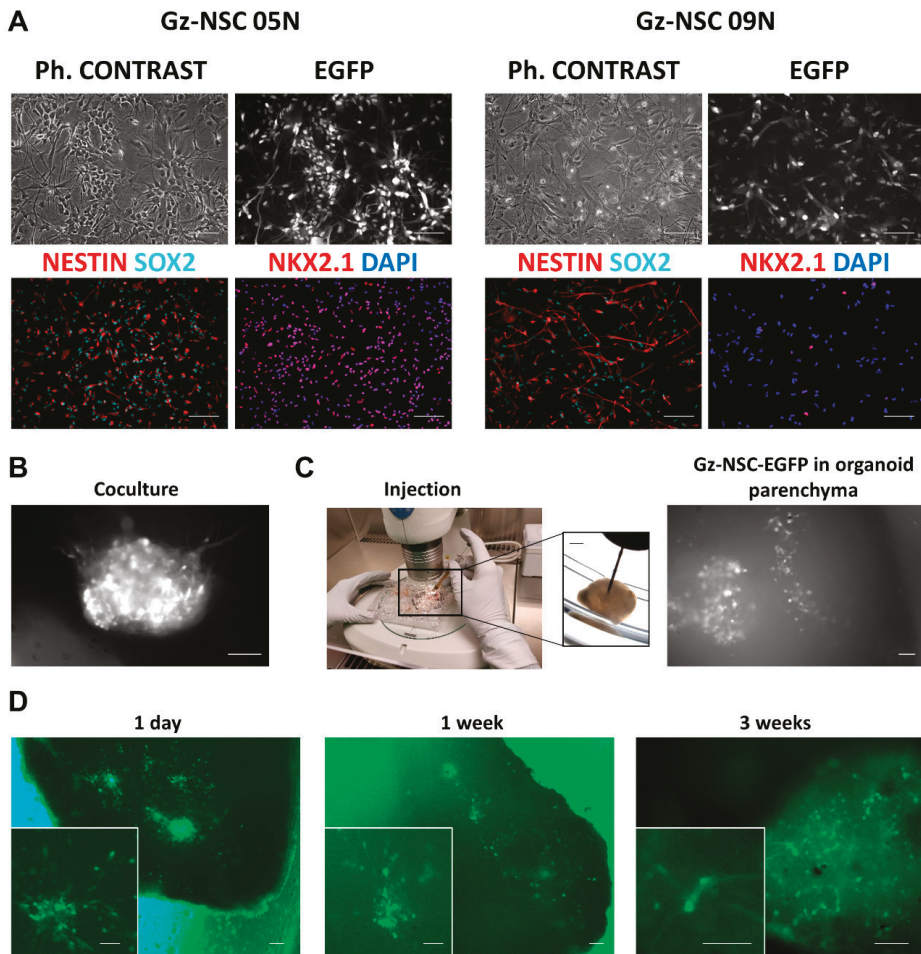 A
Gz-NSC 05N
Gz-NSC 09N
Ph. CONTRAST
EGFP
Ph. CONTRAST
EGFP
NESTIN SOX2
NKX2.1 DAPI
NESTIN SOX2
NKX2.1 DAPI
B
Coculture
C
Injection
Gz-NSC-EGFP in organoid
parenchyma
D
1 day
1 week
3 weeks